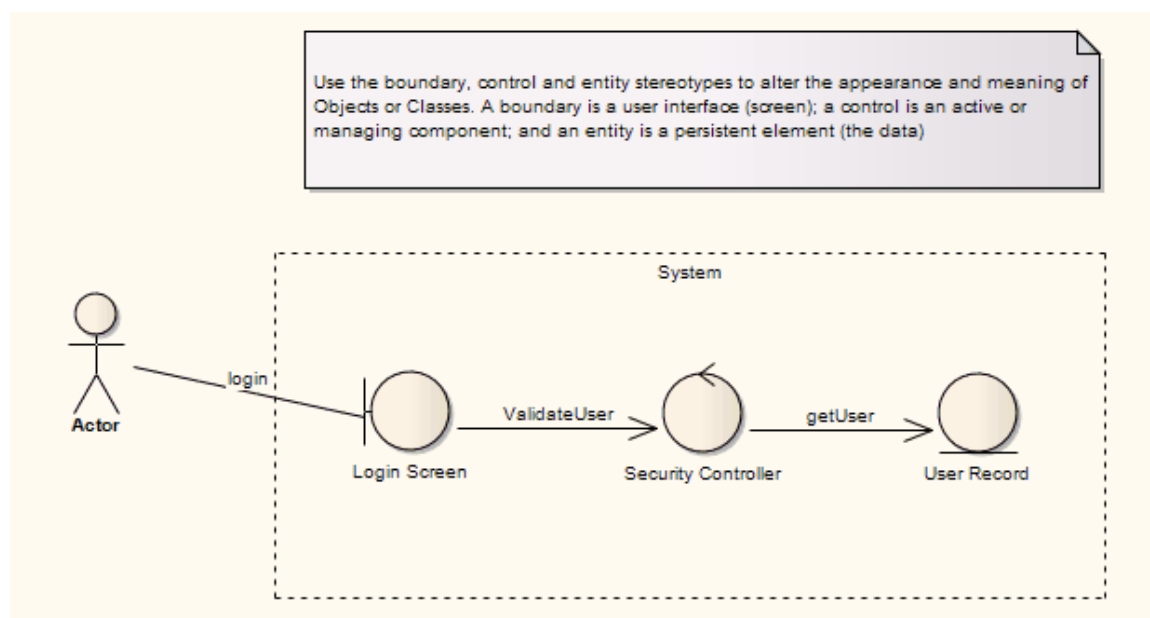 Use the boundary, control and entity stereotypes to alter the appearance and meaning of
Objects or Classes. A boundary is a user interface (screen); a control is an active or
managing component; and an entity is a persistent element (the data)
System
login
ValidateUser
getUser
Actor
Login Screen
Security Controller
User Record